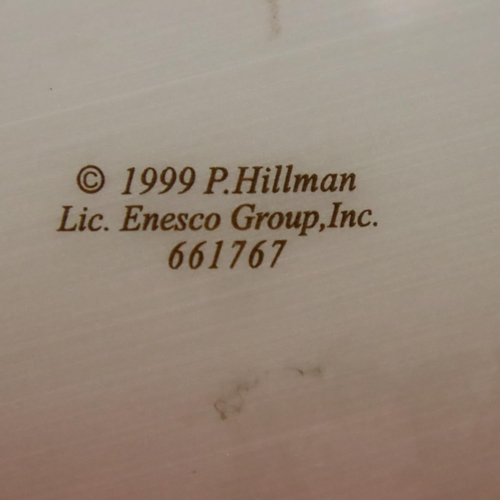 © 1999 P.Hillman
Lic. Enesco Group,Inc.
661767